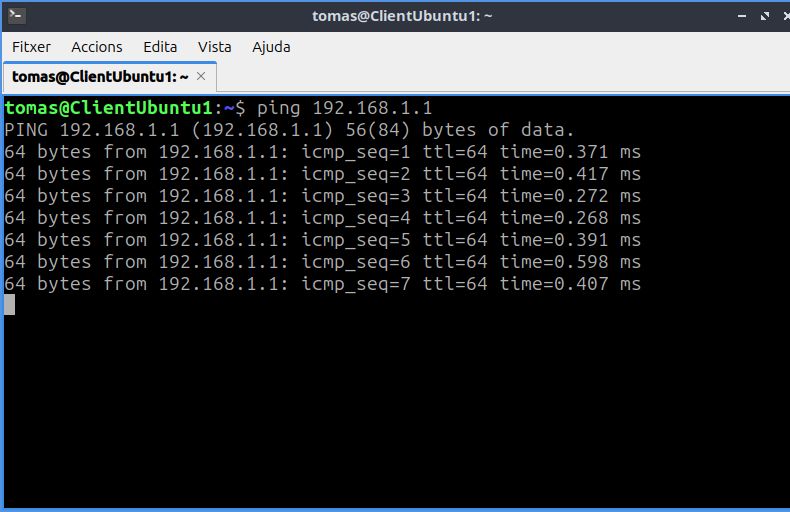 tomas@ClientUbuntu1: ~
Fitxer Accions Edita Vista Ajuda
tomas@ClientUbuntu1: ~
tomas@ClientUbuntu1:~$ ping 192.168.1.1
PING 192.168.1.1 (192.168.1.1) 56(84) bytes of data.
64 bytes from 192.168.1.1: icmp_seq=1 ttl=64 time=0.371 ms
64 bytes from 192.168.1.1: icmp_seq=2 ttl=64 time=0.417 ms
64 bytes from 192.168.1.1: icmp_seq=3 ttl=64 time=0.272 ms
64 bytes from 192.168.1.1: icmp_seq=4 ttl=64 time=0.268 ms
64 bytes from 192.168.1.1: icmp_seq=5 ttl=64 time=0.391 ms
64 bytes from 192.168.1.1: icmp_seq=6 ttl=64 time=0.598 ms
64 bytes from 192.168.1.1: icmp_seq=7 ttl=64 time=0.407 ms